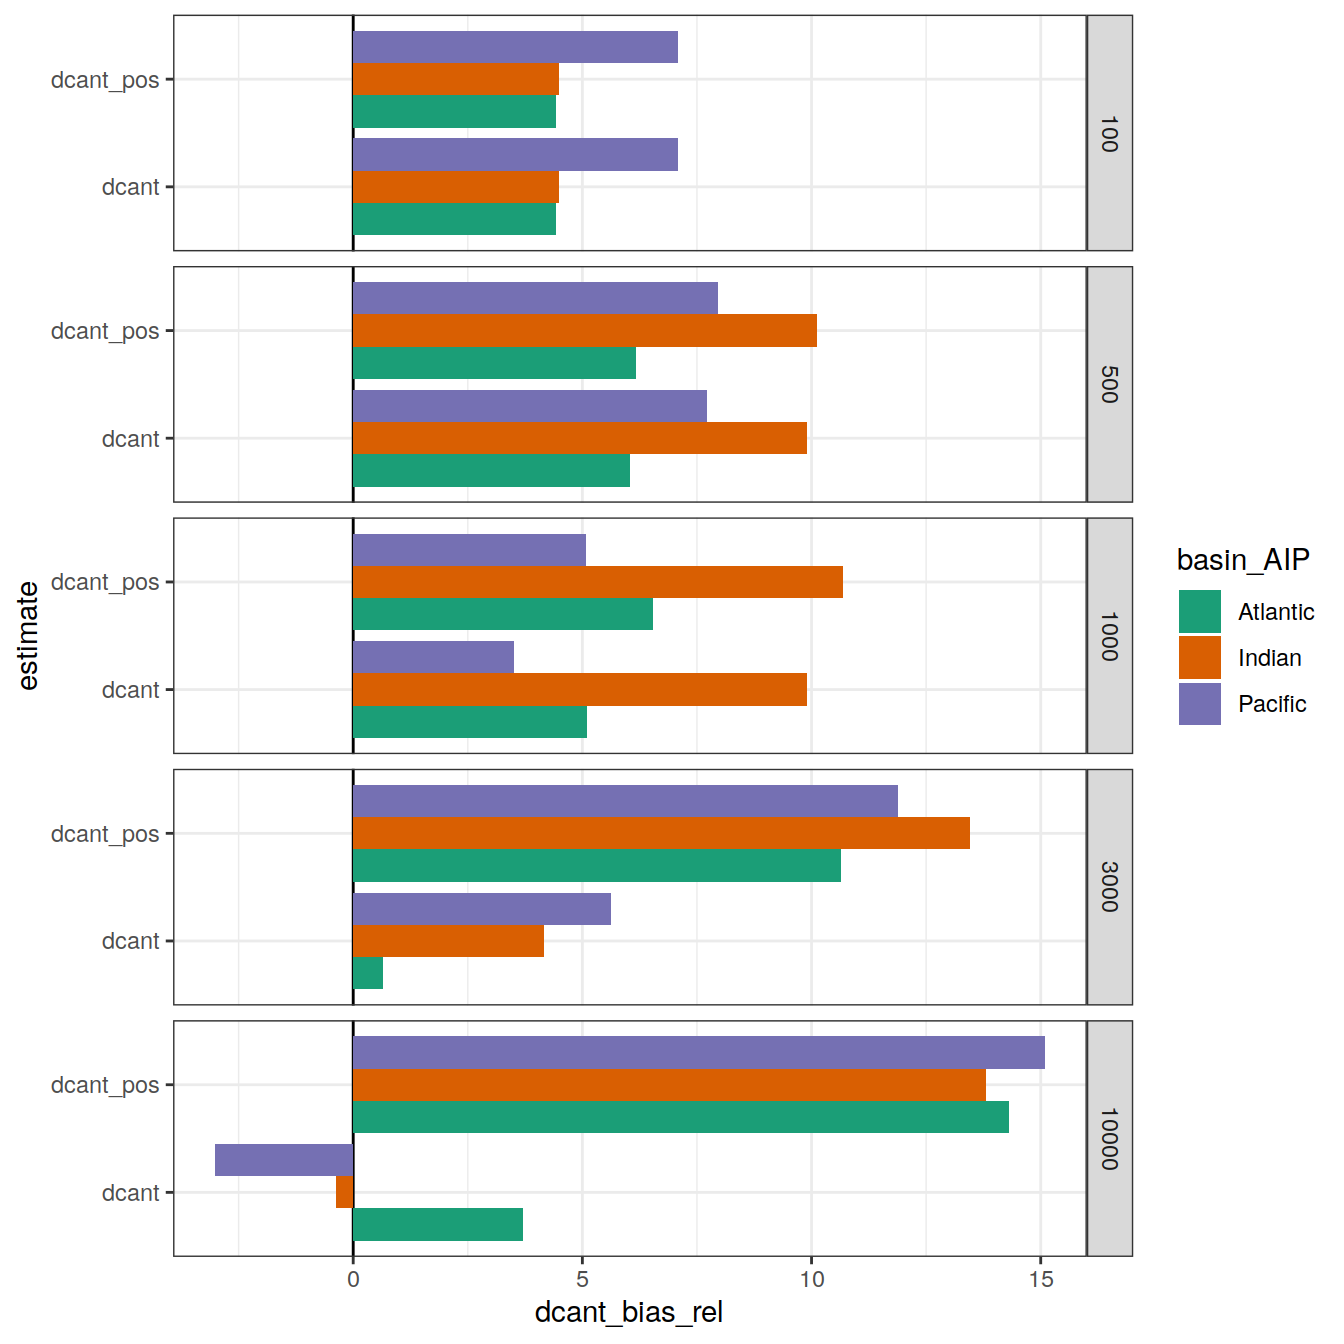 dcant_pos
dcant
100
dcant_pos
dcant
500
dcant_pos
dcant
1000
dcant_pos
dcant
3000
dcant_pos
dcant
10000
estimate
0 5 10 15
dcant_bias_rel
basin_AIP
Atlantic
Indian
Pacific